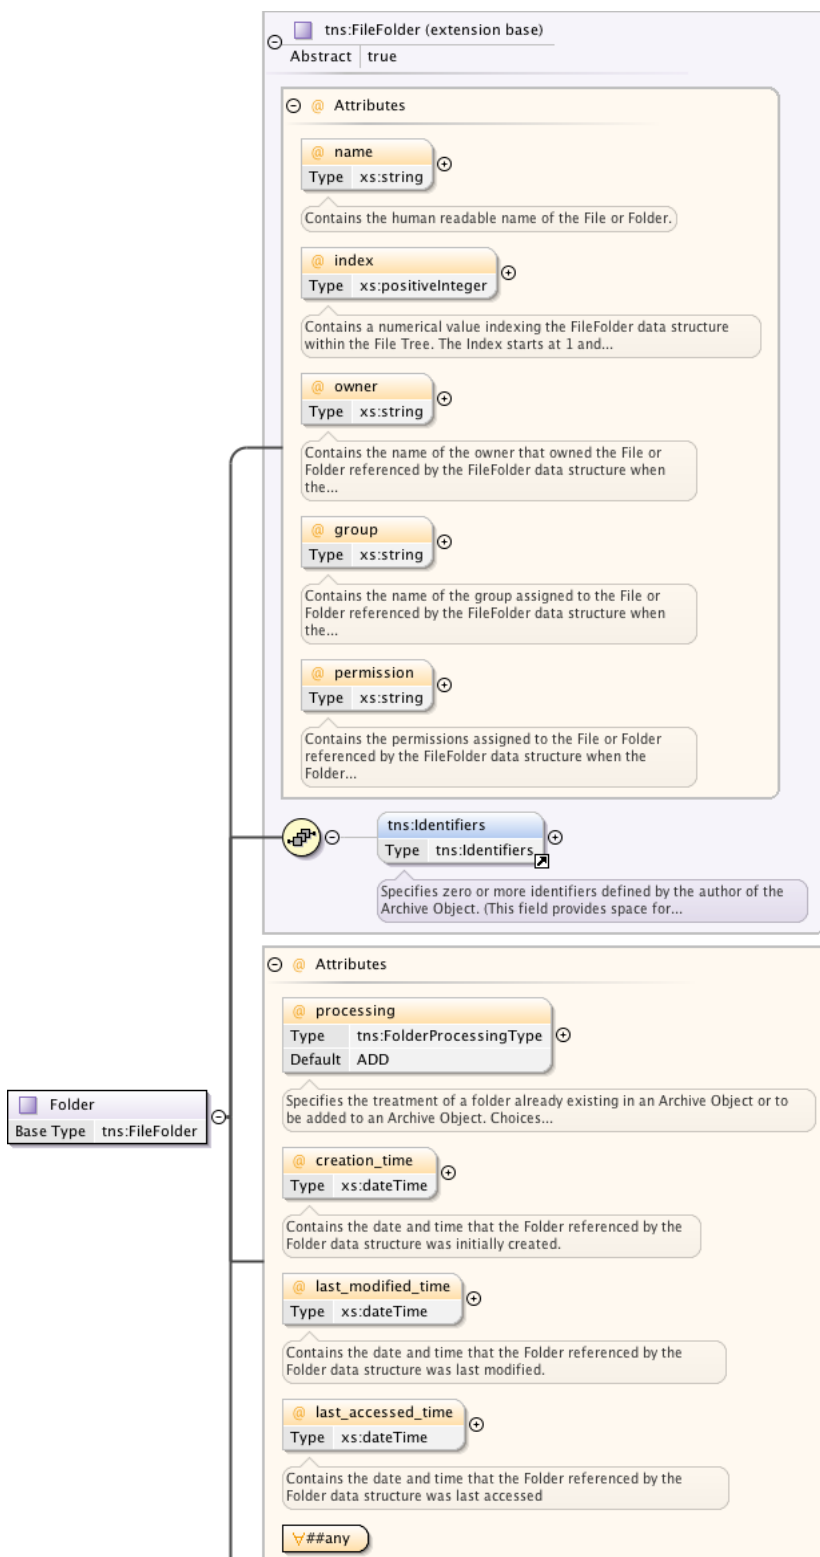 tns:FileFolder (extension base)
Abstract true
@ Attributes
@ name
Type xs:string
Contains the human readable name of the File or Folder.
@ index
Type xs:positiveInteger
Contains a numerical value indexing the FileFolder data structure
within the File Tree. The Index starts at 1 and...
@ owner
Type xs:string
Contains the name of the owner that owned the File or
Folder referenced by the FileFolder data structure when
the...
@ group
Type xs:string
Contains the name of the group assigned to the File or
Folder referenced by the FileFolder data structure when
the...
@ permission
Type xs:string
Contains the permissions assigned to the File or Folder
referenced by the FileFolder data structure when the
Folder...
tns:Identifiers
Type tns:Identifiers
Specifies zero or more identifiers defined by the author of the
Archive Object. (This field provides space for...
@ Attributes
@ processing
Type tns:FolderProcessingType
Default ADD
Specifies the treatment of a folder already existing in an Archive Object or to
be added to an Archive Object. Choices...
Folder
Base Type tns:FileFolder
@ creation_time
Type xs:dateTime
Contains the date and time that the Folder referenced by the
Folder data structure was initially created.
@ last_modified_time
Type xs:dateTime
Contains the date and time that the Folder referenced by the
Folder data structure was last modified.
@ last_accessed_time
Type xs:dateTime
Contains the date and time that the Folder referenced by the
Folder data structure was last accessed
∀##any